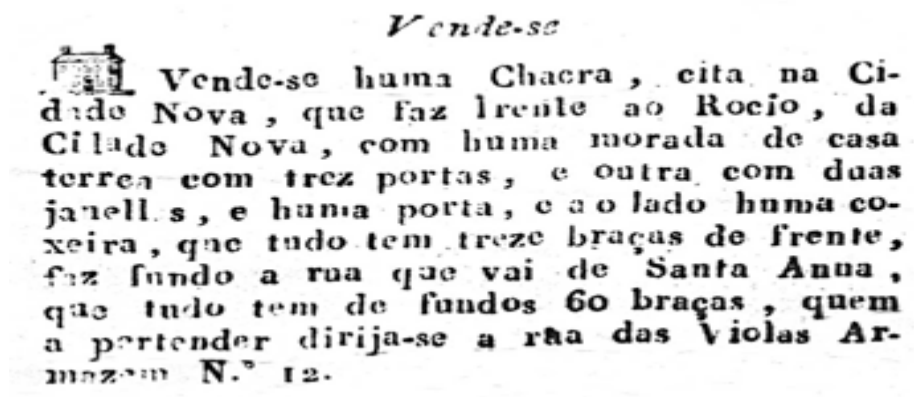 Vende-se
Vende-se huma Chacra, cita na Ci-
dade Nova, que faz frente ao Rocio, da
Cidade Nova, com huma morada de casa
terrea com trez portas, e outra com duas
janellas, e huma porta, e ao lado huma co-
xeira, que tudo tem treze braças de frente,
faz fundo a rua que vai de Santa Anna,
que tudo tem de fundos 60 braças, quem
a pertender dirija-se a rua das Violas Ar-
mazem N.º 12.